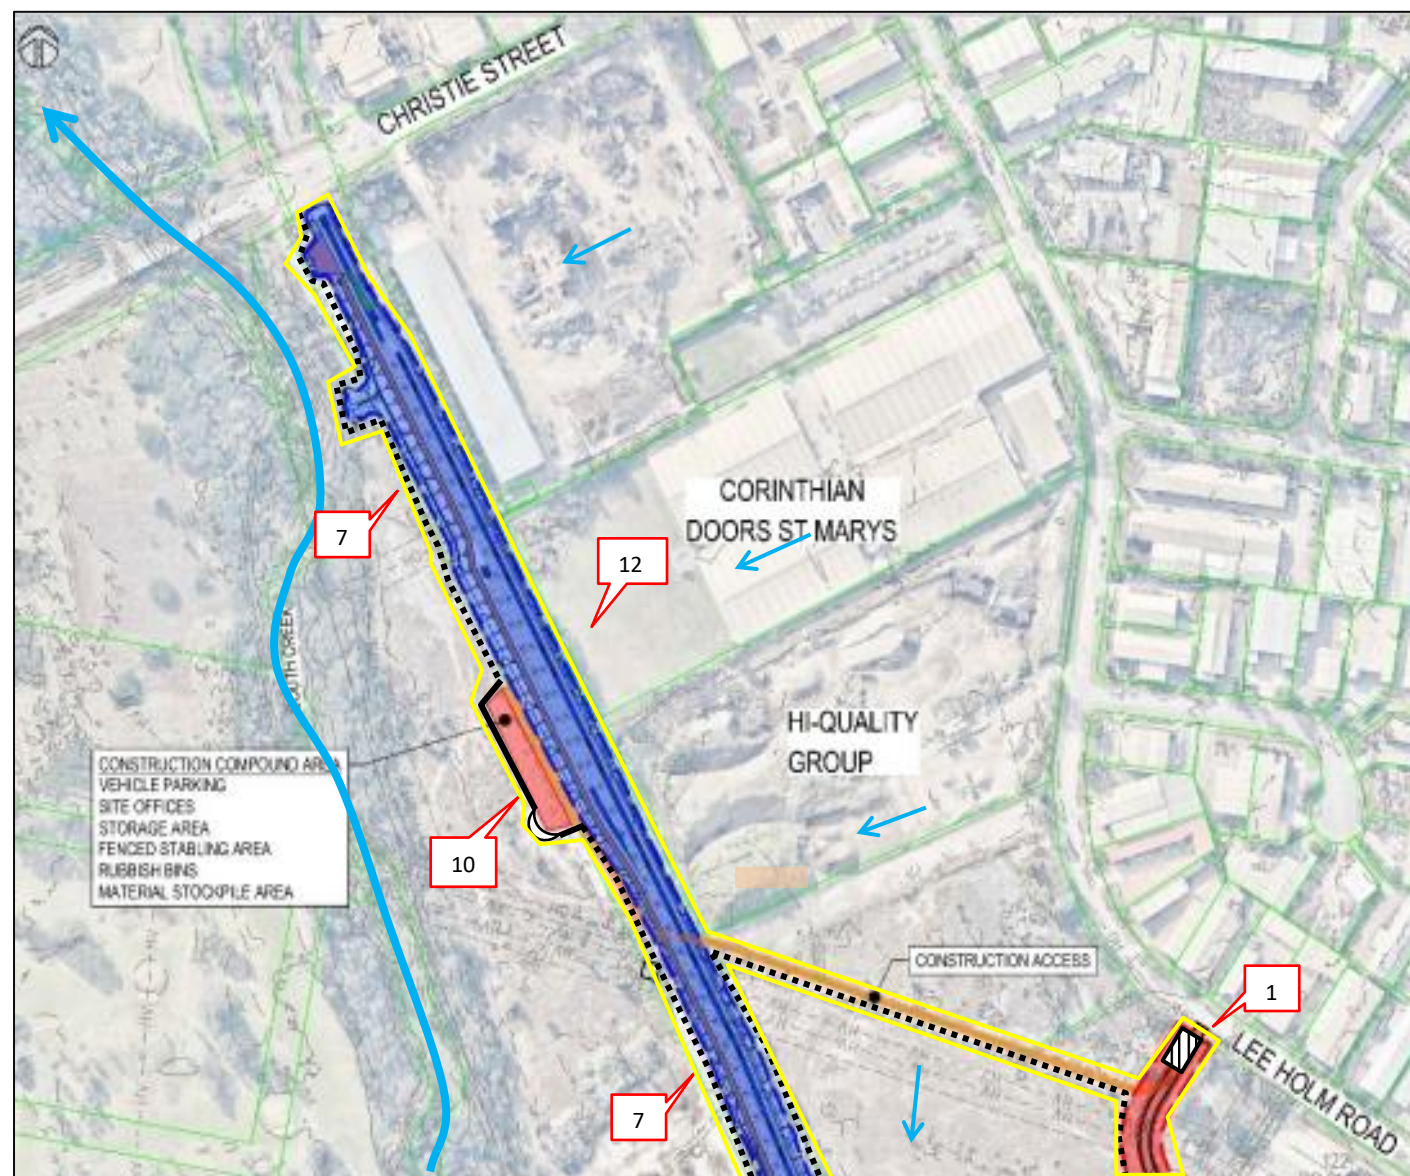 CHRISTIE STREET
CORINTHIAN
DOORS ST MARYS
7
12
HI-QUALITY
GROUP
CONSTRUCTION COMPOUND AREA
VEHICLE PARKING
SITE OFFICES
STORAGE AREA
FENCED STABLING AREA
RUBBISH BINS
MATERIAL STOCKPILE AREA
10
CONSTRUCTION ACCESS
1
LEE HOLM ROAD
7
CREEK